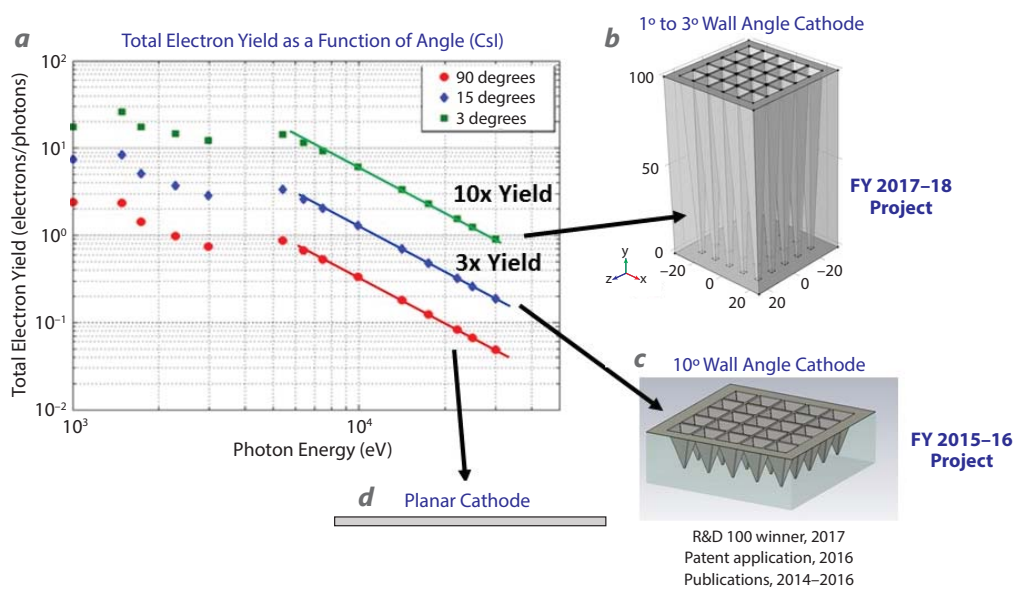 a
Total Electron Yield as a Function of Angle (CsI)
Total Electron Yield (electrons/photons)
10²
10¹
10⁰
10⁻¹
10⁻²
10³
10⁴
Photon Energy (eV)
90 degrees
15 degrees
3 degrees
10x Yield
3x Yield
b
1º to 3º Wall Angle Cathode
100
50
0
–20
0
20
20
0
–20
y
z
x
FY 2017–18
Project
c
10º Wall Angle Cathode
FY 2015–16
Project
R&D 100 winner, 2017
Patent application, 2016
Publications, 2014–2016
d
Planar Cathode